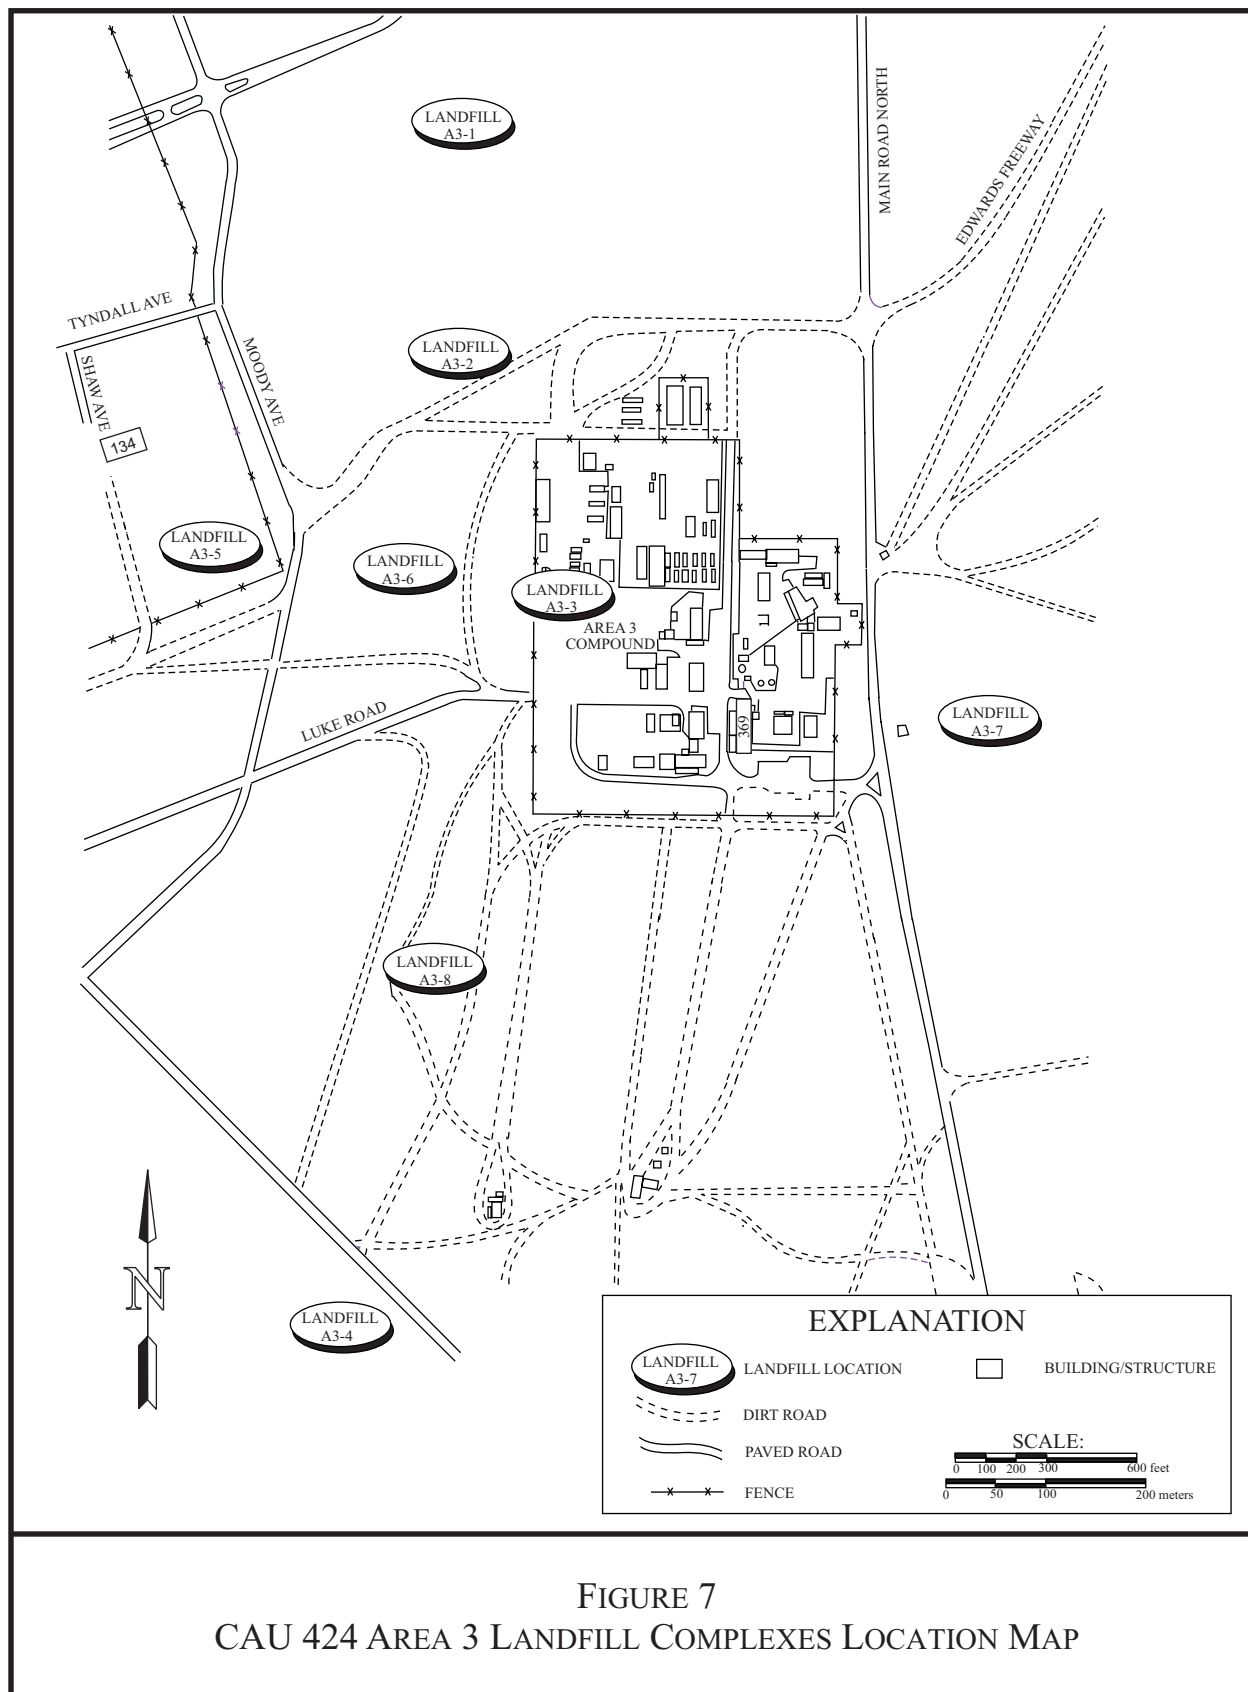 LANDFILL
A3-1
MAIN ROAD NORTH
EDWARDS FREEWAY
TYNDALL AVE
SHAW AVE
MOODY AVE
134
LANDFILL
A3-2
LANDFILL
A3-5
LANDFILL
A3-6
LANDFILL
A3-3
AREA 3
COMPOUND
LUKE ROAD
369
LANDFILL
A3-7
LANDFILL
A3-8
N
LANDFILL
A3-4
EXPLANATION
LANDFILL
A3-7
LANDFILL LOCATION
BUILDING/STRUCTURE
DIRT ROAD
PAVED ROAD
FENCE
SCALE:
0 100 200 300 600 feet
0 50 100 200 meters
FIGURE 7
CAU 424 AREA 3 LANDFILL COMPLEXES LOCATION MAP